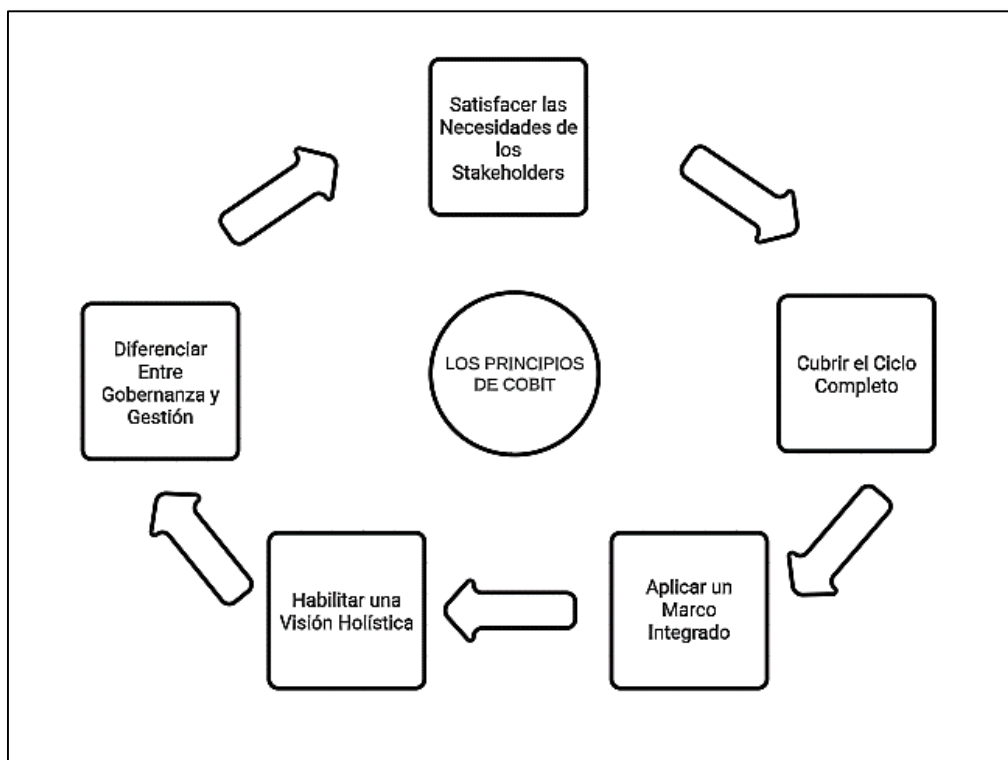 Satisfacer las
Necesidades de
los
Stakeholders
Diferenciar
Entre
Gobernanza y
Gestión
LOS PRINCIPIOS
DE COBIT
Cubrir el Ciclo
Completo
Habilitar una
Visión Holística
Aplicar un
Marco
Integrado